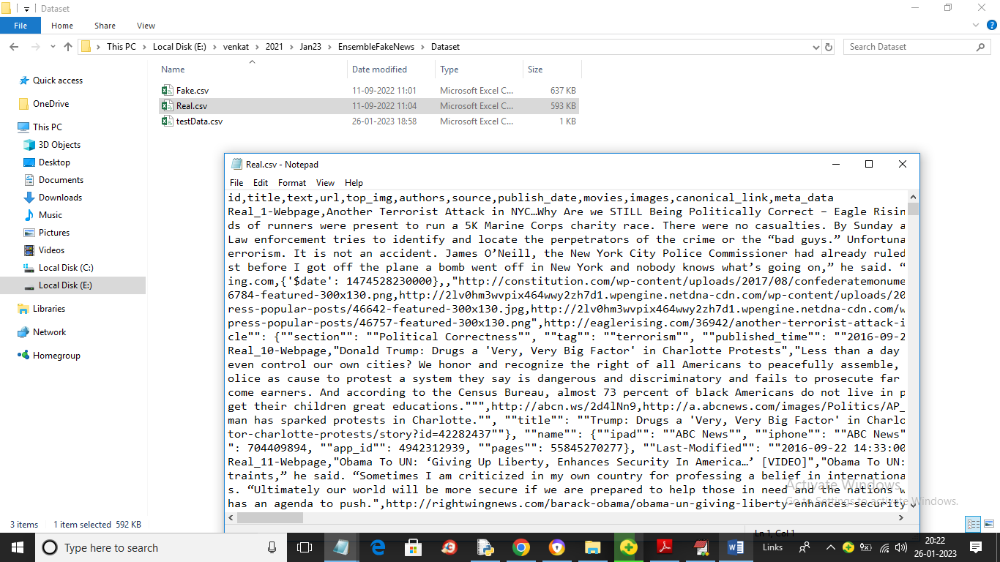 Dataset
File Home Share View
This PC Local Disk (E:) venkat 2021 Jan23 EnsembleFakeNews Dataset
Search Dataset
Name Date modified Type Size
Fake.csv 11-09-2022 11:01 Microsoft Excel C... 637 KB
Real.csv 11-09-2022 11:04 Microsoft Excel C... 593 KB
testData.csv 26-01-2023 18:58 Microsoft Excel C... 1 KB
Quick access
OneDrive
This PC
3D Objects
Desktop
Documents
Downloads
Music
Pictures
Videos
Local Disk (C:)
Local Disk (E:)
Libraries
Network
Homegroup
Real.csv - Notepad
File Edit Format View Help
id,title,text,url,top_img,authors,source,publish_date,movies,images,canonical_link,meta_data
Real_1-Webpage,Another Terrorist Attack in NYC…Why Are we STILL Being Politically Correct – Eagle Risin
ds of runners were present to run a 5K Marine Corps charity race. There were no casualties. By Sunday a
Law enforcement tries to identify and locate the perpetrators of the crime or the “bad guys.” Unfortuna
errorism. It is not an accident. James O’Neill, the New York City Police Commissioner had already ruled
st before I got off the plane a bomb went off in New York and nobody knows what’s going on,” he said. “
ing.com,{'$date': 1474528230000},,"http://constitution.com/wp-content/uploads/2017/08/confederatemonume
6784-featured-300x130.png,http://2lv0hm3wvpix464wwy2zh7d1.wpengine.netdna-cdn.com/wp-content/uploads/20
ress-popular-posts/46642-featured-300x130.jpg,http://2lv0hm3wvpix464wwy2zh7d1.wpengine.netdna-cdn.com/w
press-popular-posts/46757-featured-300x130.png",http://eaglerising.com/36942/another-terrorist-attack-i
cle"": {""section"": ""Political Correctness"", ""tag"": ""terrorism"", ""published_time"": ""2016-09-2
Real_10-Webpage,"Donald Trump: Drugs a 'Very, Very Big Factor' in Charlotte Protests","Less than a day
even control our own cities? We honor and recognize the right of all Americans to peacefully assemble,
olice as cause to protest a system they say is dangerous and discriminatory and fails to prosecute far
come earners. And according to the Census Bureau, almost 73 percent of black Americans do not live in p
get their children great educations.""",http://abcn.ws/2d4lNn9,http://a.abcnews.com/images/Politics/AP_
man has sparked protests in Charlotte."", ""title"": ""Trump: Drugs a 'Very, Very Big Factor' in Charlo
tor-charlotte-protests/story?id=42282437""}, ""name"": {""ipad"": ""ABC News"", ""iphone"": ""ABC News"
": 704409894, ""app_id"": 4942312939, ""pages"": 55845270277}, ""Last-Modified"": ""2016-09-22 14:33:00
Real_11-Webpage,"Obama To UN: ‘Giving Up Liberty, Enhances Security In America…’ [VIDEO]","Obama To UN:
traints,” he said. “Sometimes I am criticized in my own country for professing a belief in internationa
s. “Ultimately our world will be more secure if we are prepared to help those in need and the nations w
has an agenda to push.",http://rightwingnews.com/barack-obama/obama-un-giving-liberty-enhances-security
Activate Windows
Go to Settings to activate Windows.
Ln 1, Col 1
3 items 1 item selected 592 KB
Type here to search
Links
20:22
26-01-2023